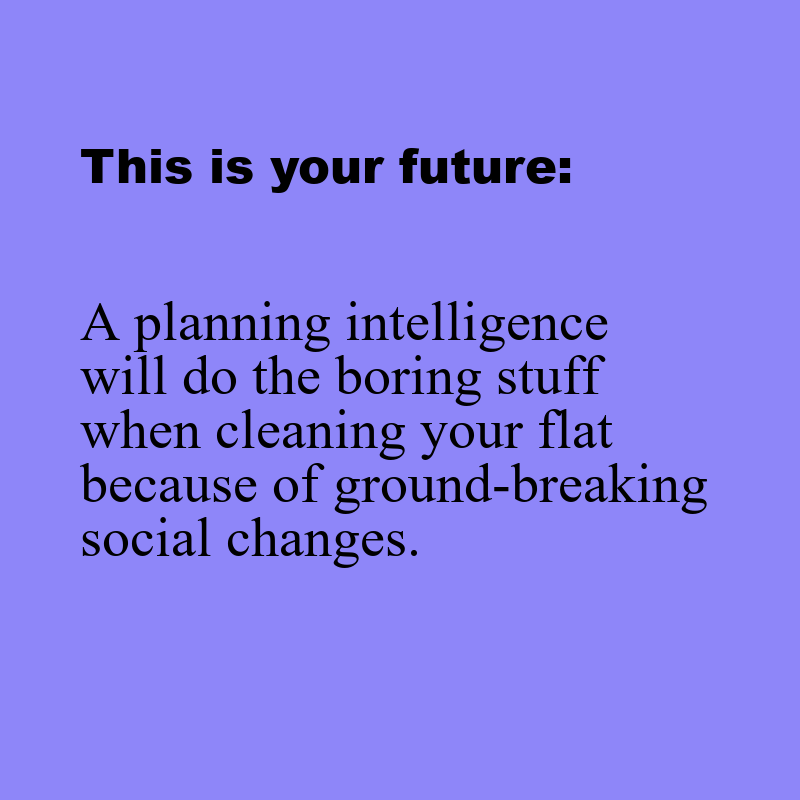 This is your future:
A planning intelligence
will do the boring stuff
when cleaning your flat
because of ground-breaking
social changes.